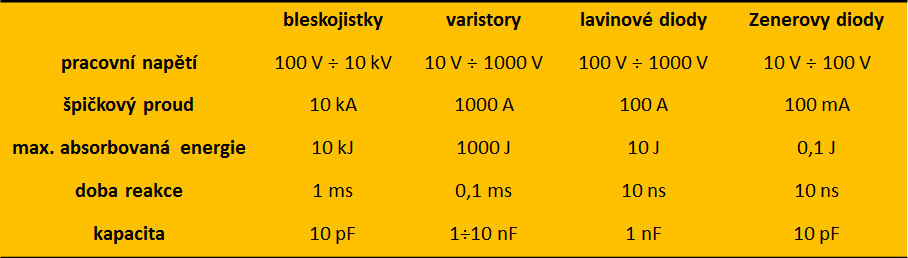 bleskojistky varistory lavinové diody Zenerovy diody
pracovní napětí 100 V ÷ 10 kV 10 V ÷ 1000 V 100 V ÷ 1000 V 10 V ÷ 100 V
špičkový proud 10 kA 1000 A 100 A 100 mA
max. absorbovaná energie 10 kJ 1000 J 10 J 0,1 J
doba reakce 1 ms 0,1 ms 10 ns 10 ns
kapacita 10 pF 1÷10 nF 1 nF 10 pF